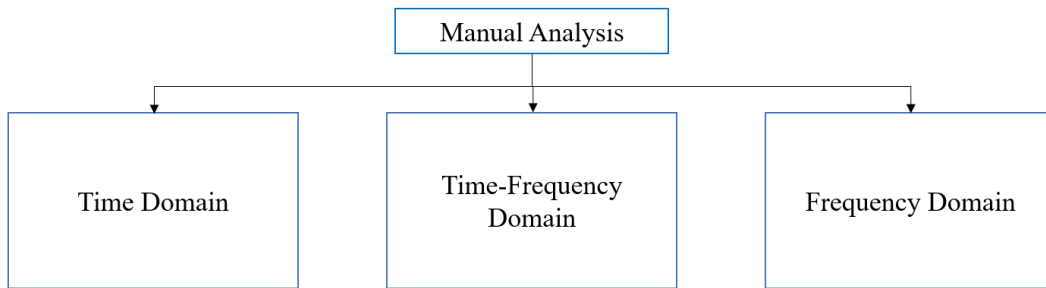 Manual Analysis
Time Domain
Time-Frequency
Domain
Frequency Domain